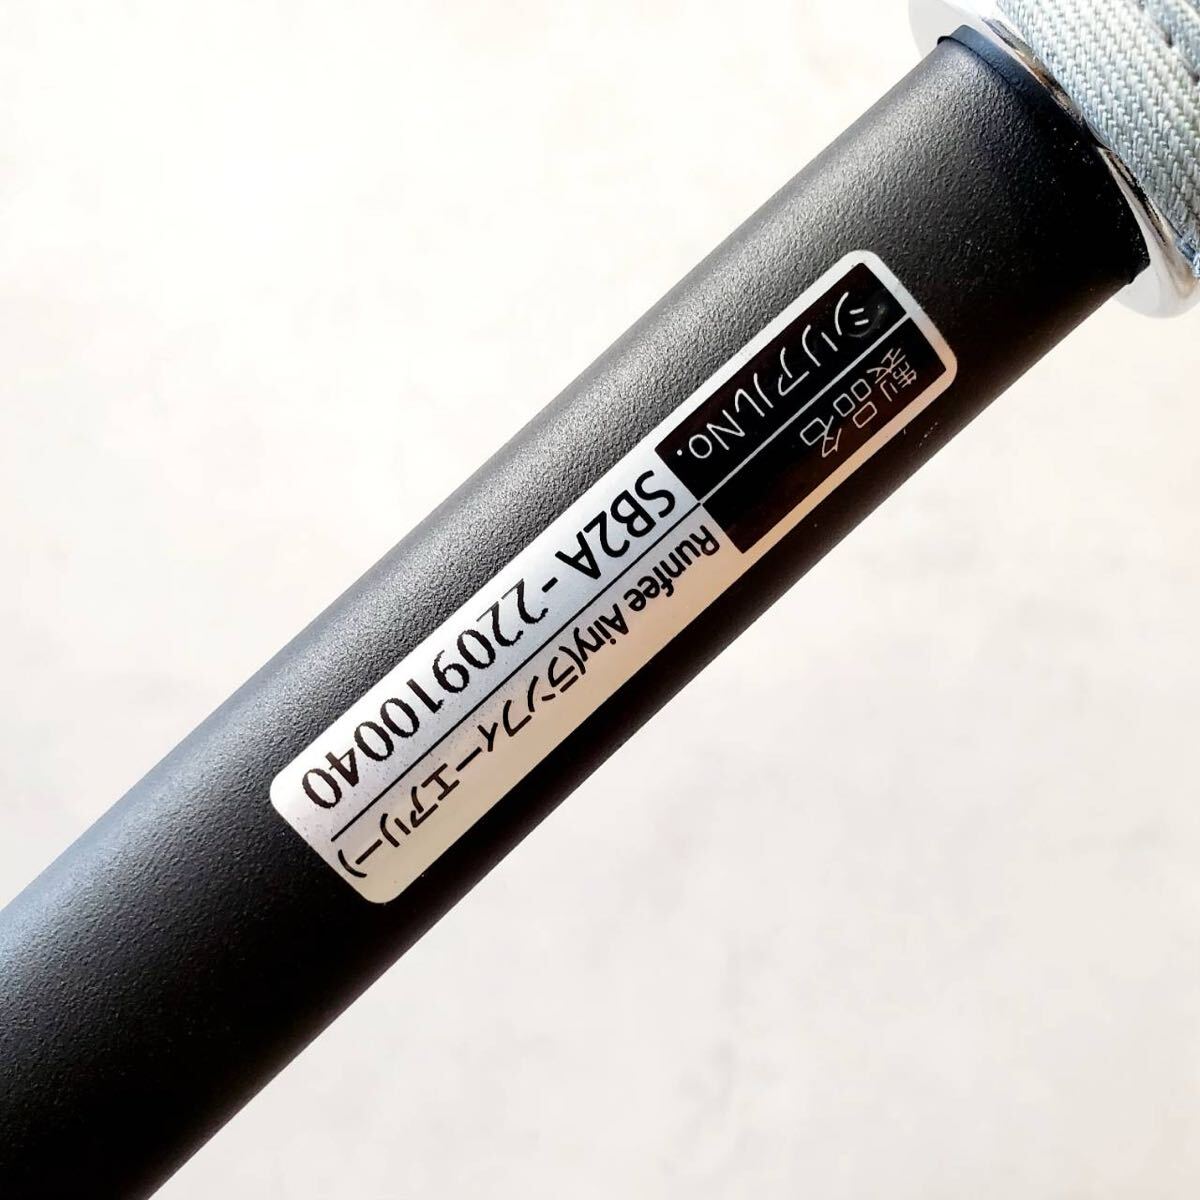 製品名 Runfee Airy(ランフィーエアリー)
シリアルNo. SB2A - 220910040